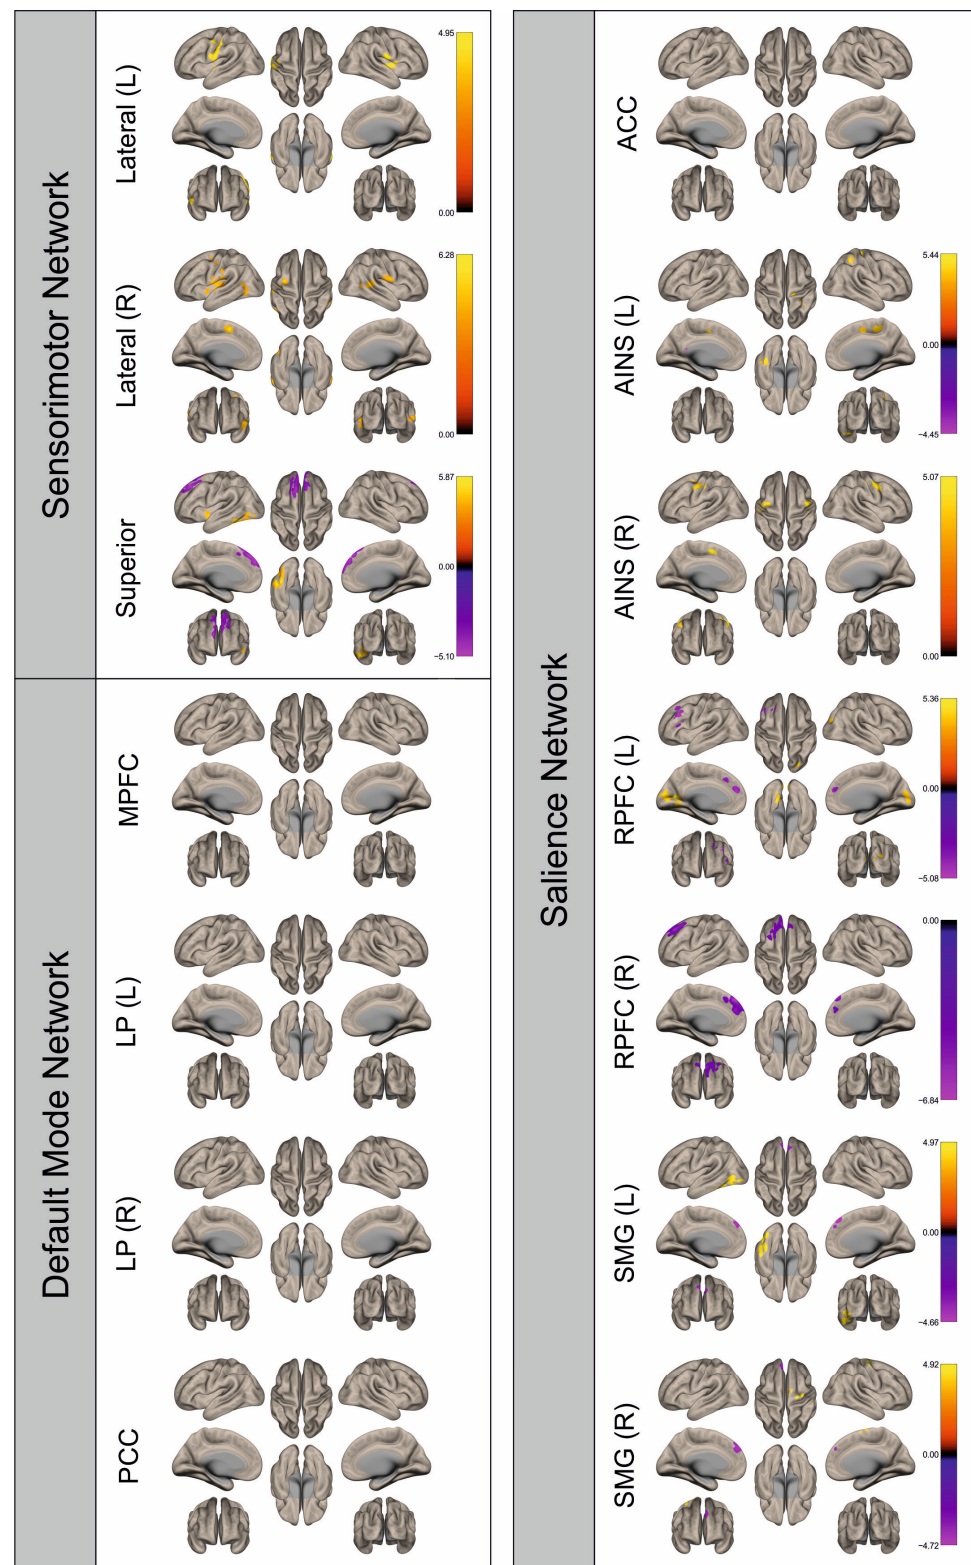 Sensorimotor Network
Lateral (L)
4.95
0.00
Lateral (R)
6.28
0.00
Superior
5.87
0.00
−5.10
Default Mode Network
MPFC
LP (L)
LP (R)
PCC
Salience Network
ACC
AINS (L)
5.44
0.00
−4.45
AINS (R)
5.07
0.00
RPFC (L)
5.36
0.00
−5.08
RPFC (R)
0.00
−6.84
SMG (L)
4.97
0.00
−4.66
SMG (R)
4.92
0.00
−4.72